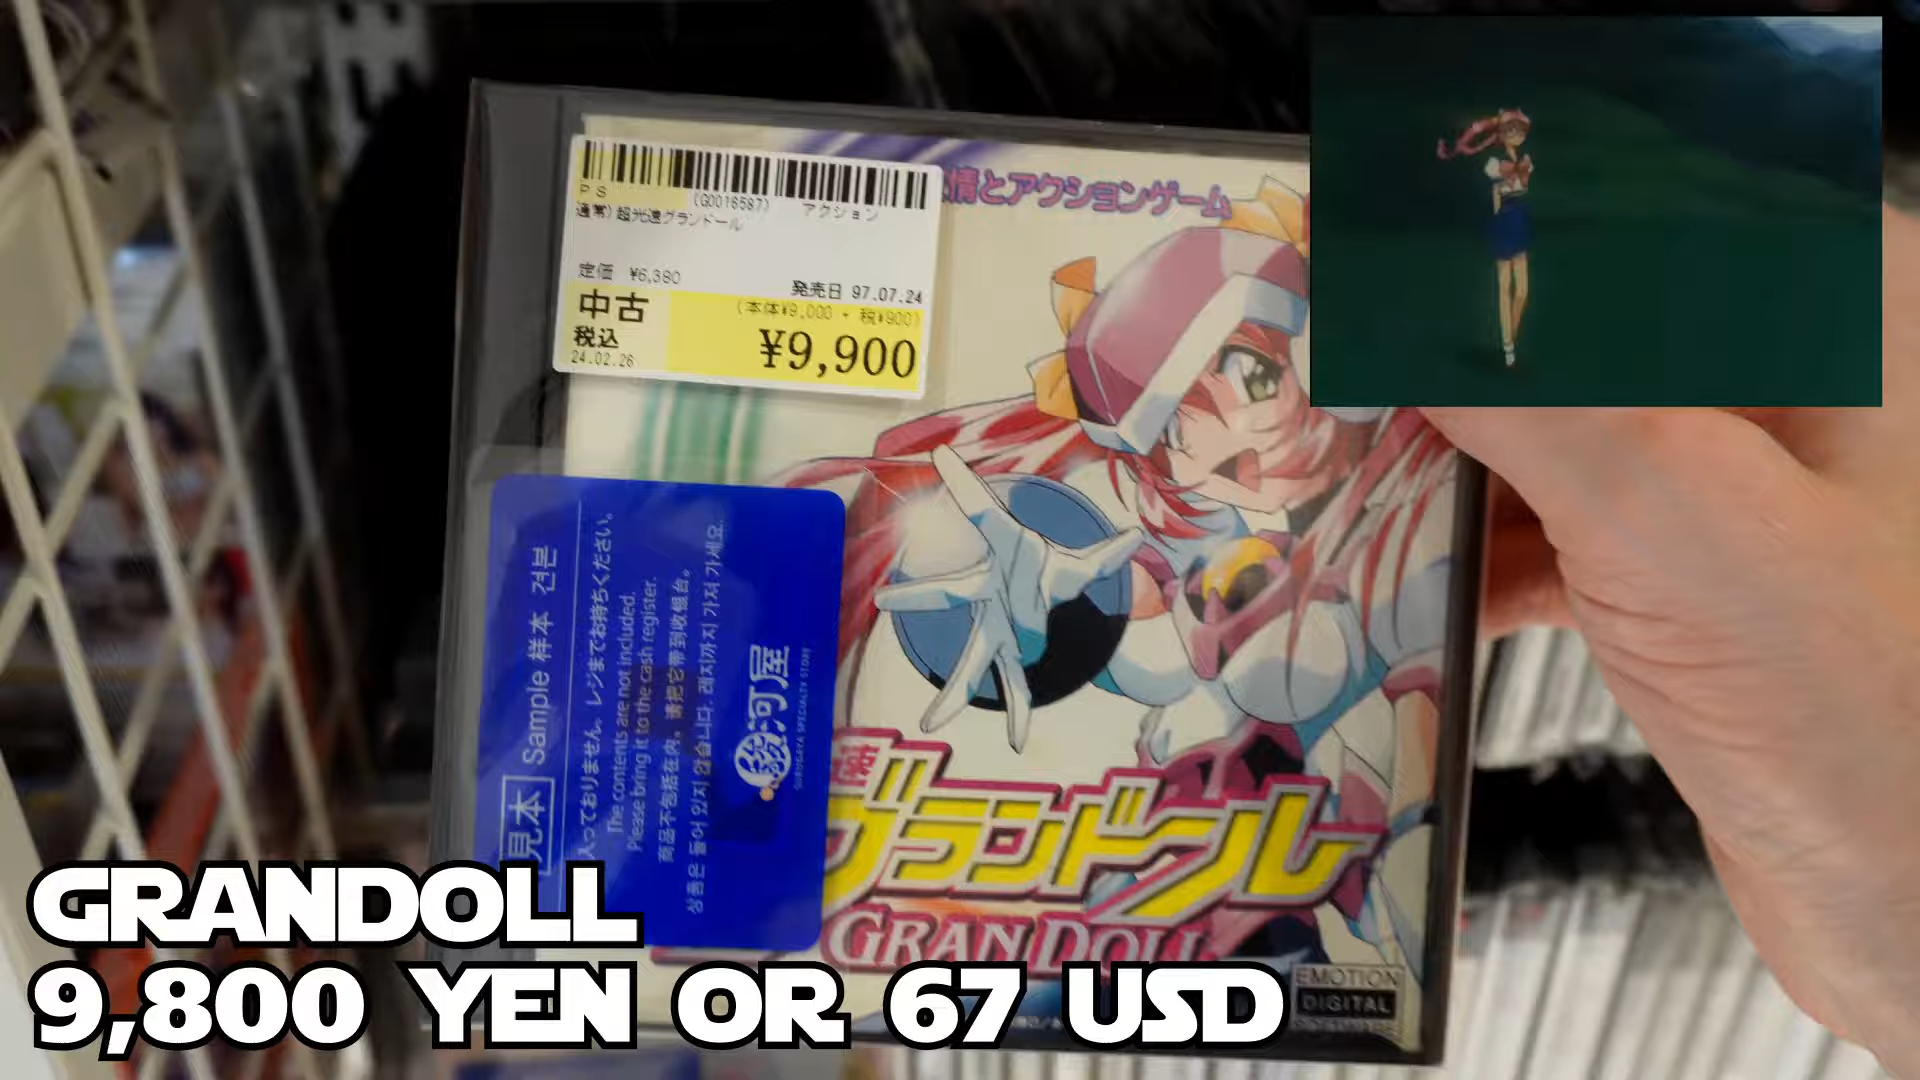 PS (G0016587) アクション
通常)超光速グランドール
定価 ¥6,380
発売日 97.07.24
中古 (本体¥9,000 + 税¥900)
税込 ¥9,900
24.02.26
情とアクションゲーム
見本 Sample 样本 견본
入っておりません。レジまでお持ちください。
The contents are not included.
Please bring it to the cash register.
商品不包括在内。请把它带到收银台。
상품은 들어 있지 않습니다. 레지까지 가져 가세요.
駿河屋
SURUGAYA SPECIALTY STORE
速
グランドール
GRAN DOLL
EMOTION
DIGITAL
SOFTWARE
GRANDOLL
9,800 YEN OR 67 USD